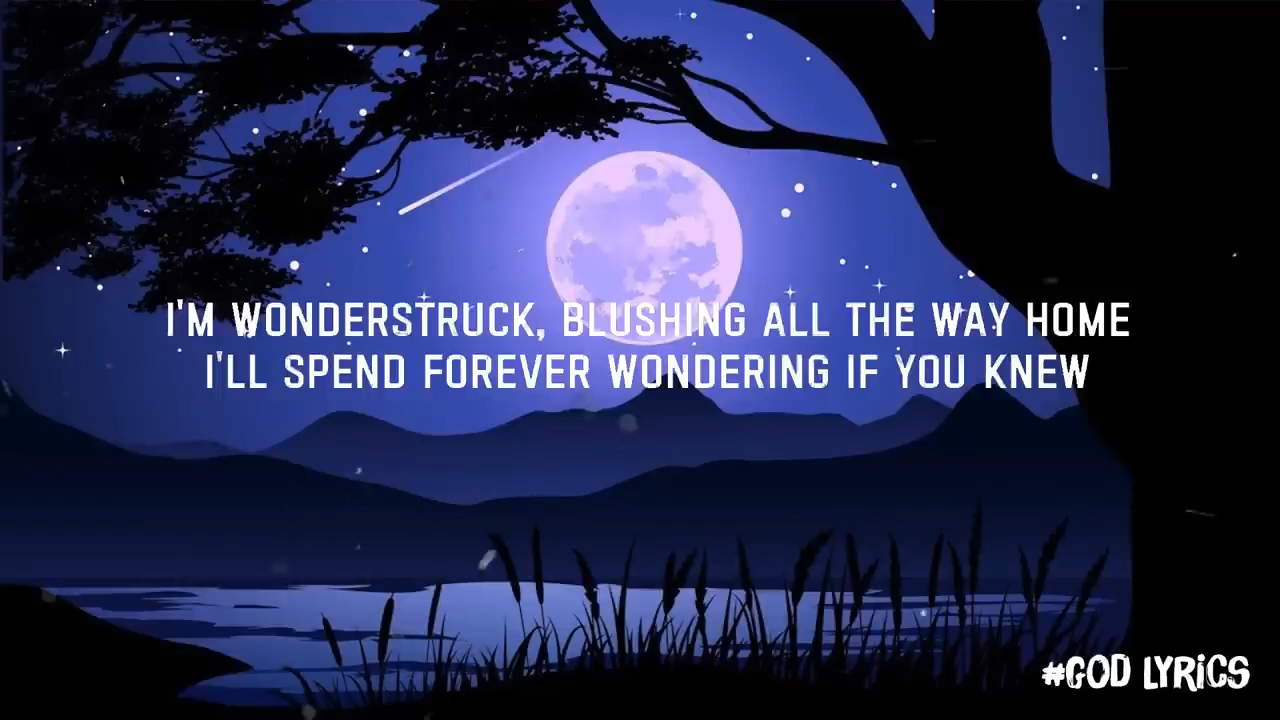 I'M WONDERSTRUCK, BLUSHING ALL THE WAY HOME
I'LL SPEND FOREVER WONDERING IF YOU KNEW
#GOD LYRiCS